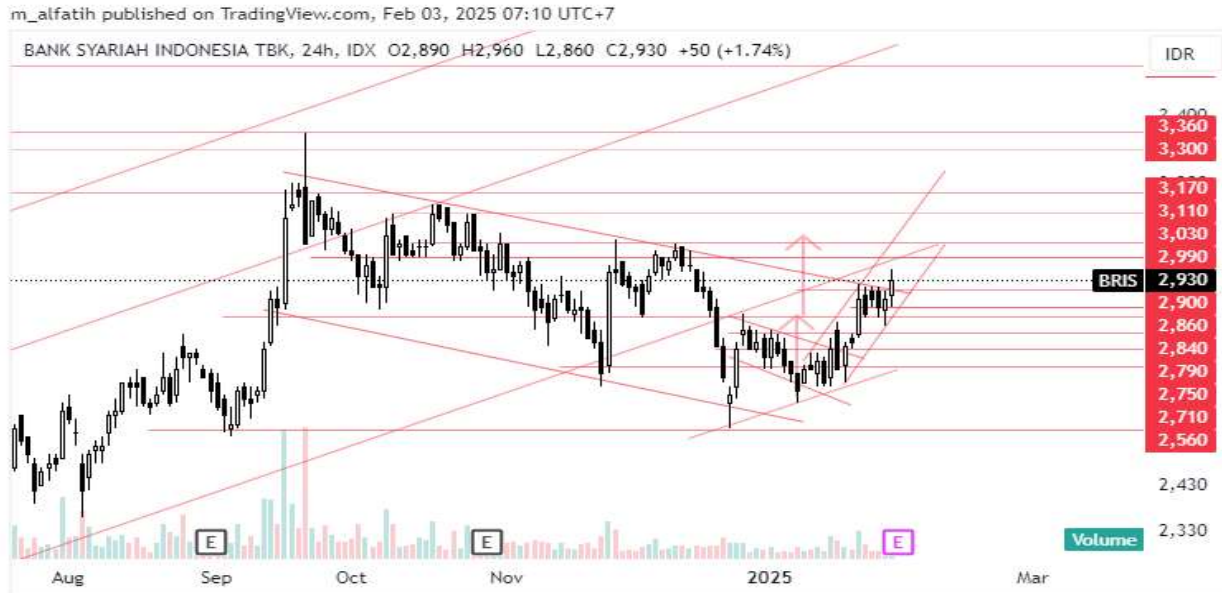 m_alfatih published on TradingView.com, Feb 03, 2025 07:10 UTC+7
BANK SYARIAH INDONESIA TBK, 24h, IDX O2,890 H2,960 L2,860 C2,930 +50 (+1.74%)
IDR
3,360
3,300
3,170
3,110
3,030
2,990
BRIS 2,930
2,900
2,860
2,840
2,790
2,750
2,710
2,560
2,430
2,330
Volume
E E E
Aug Sep Oct Nov 2025 Mar